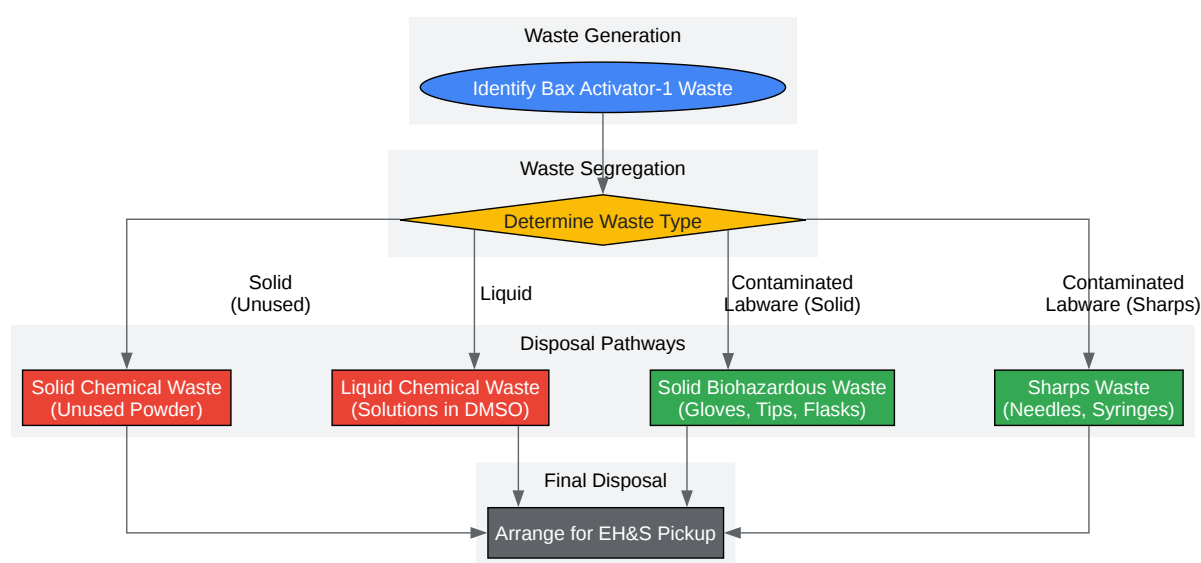 Waste Generation
Identify Bax Activator-1 Waste
Waste Segregation
Determine Waste Type
Solid
(Unused)
Liquid
Contaminated
Labware (Solid)
Contaminated
Labware (Sharps)
Disposal Pathways
Solid Chemical Waste
(Unused Powder)
Liquid Chemical Waste
(Solutions in DMSO)
Solid Biohazardous Waste
(Gloves, Tips, Flasks)
Sharps Waste
(Needles, Syringes)
Final Disposal
Arrange for EH&S Pickup